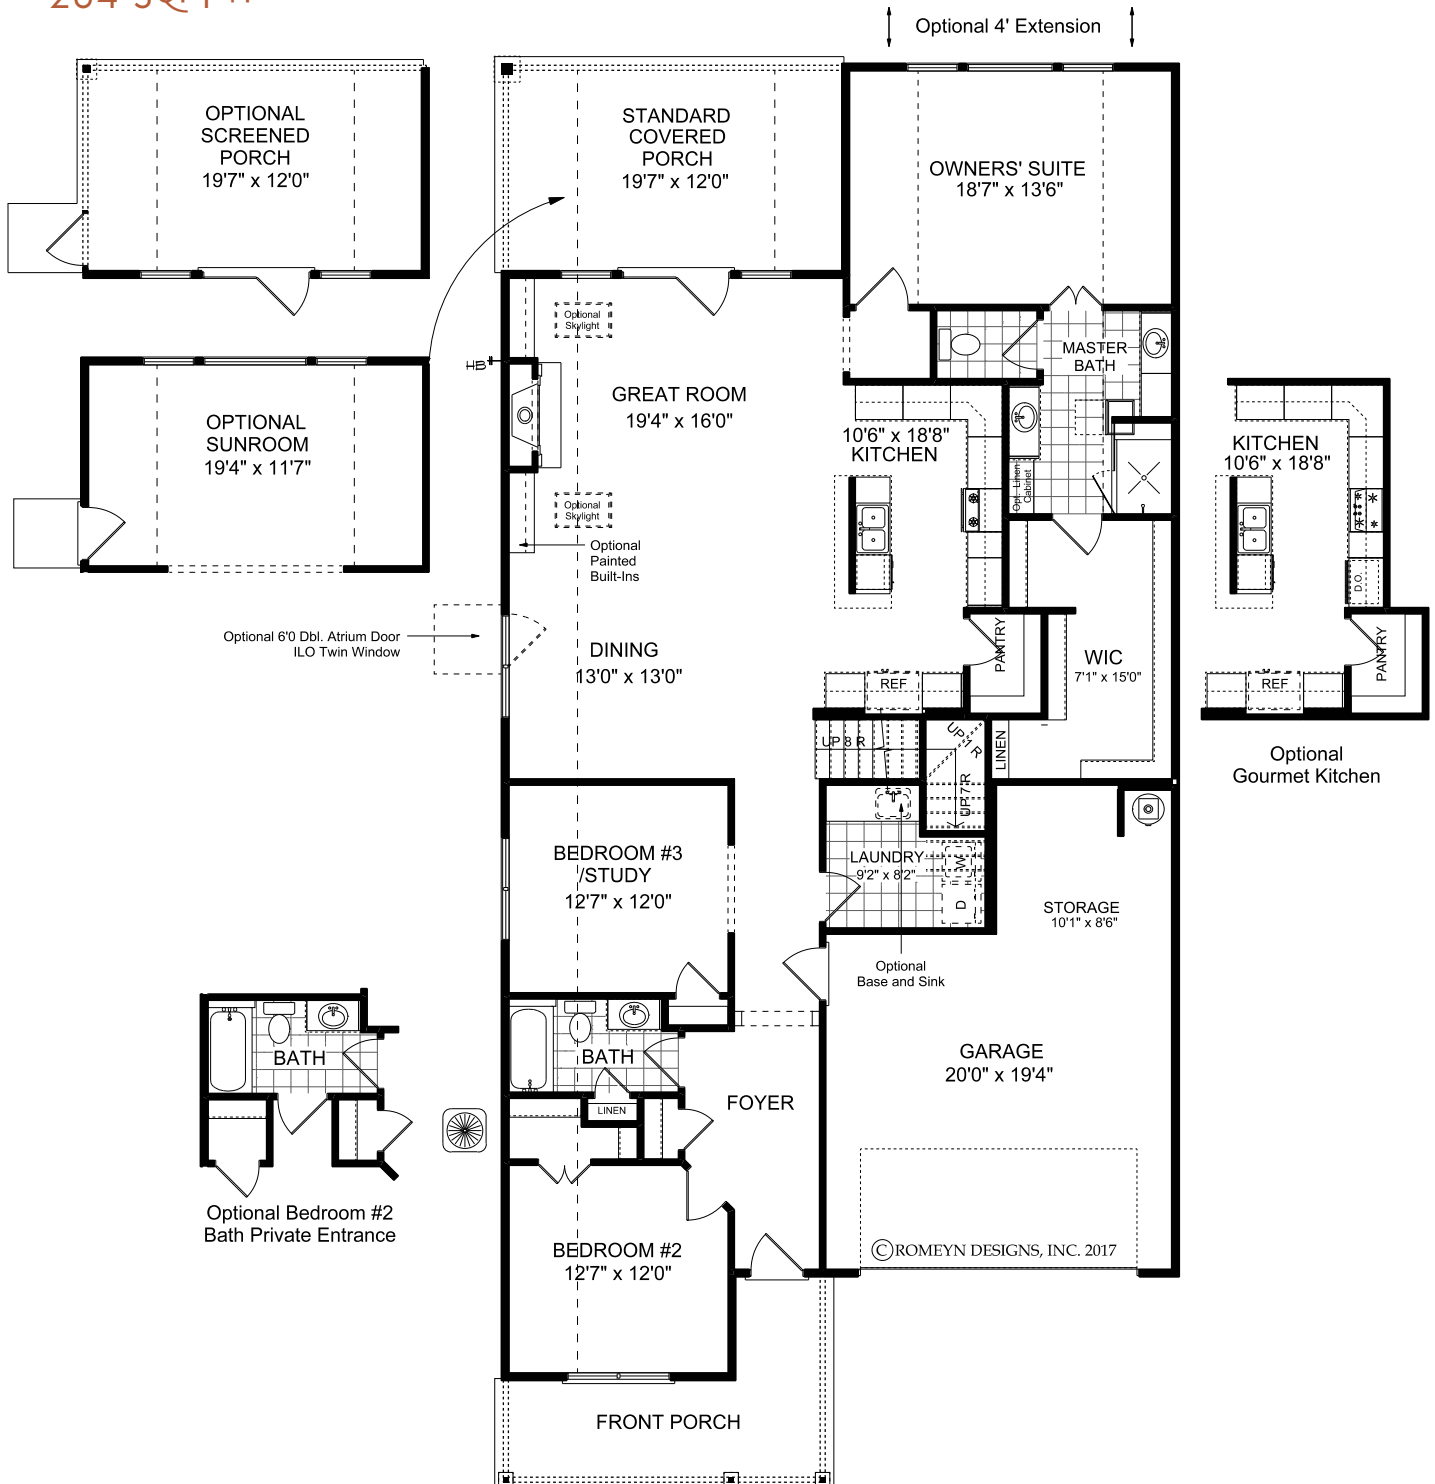 Optional 4' Extension
OPTIONAL
SCREENED
PORCH
19'7" x 12'0"
STANDARD
COVERED
PORCH
19'7" x 12'0"
OWNERS' SUITE
18'7" x 13'6"
Optional
Skylight
HB
MASTER
BATH
GREAT ROOM
19'4" x 16'0"
OPTIONAL
SUNROOM
19'4" x 11'7"
10'6" x 18'8"
KITCHEN
KITCHEN
10'6" x 18'8"
Opt. Linen
Cabinet
Optional
Skylight
Optional
Painted
Built-Ins
D.O.
Optional 6'0 Dbl. Atrium Door
ILO Twin Window
DINING
13'0" x 13'0"
PANTRY
WIC
7'1" x 15'0"
REF
PANTRY
REF
UP 8 R
UP 1 R
UP 7 R
LINEN
Optional
Gourmet Kitchen
BEDROOM #3
/STUDY
12'7" x 12'0"
LAUNDRY
9'2" x 8'2"
W
D
STORAGE
10'1" x 8'6"
Optional
Base and Sink
BATH
BATH
LINEN
FOYER
GARAGE
20'0" x 19'4"
Optional Bedroom #2
Bath Private Entrance
BEDROOM #2
12'7" x 12'0"
©ROMEYN DESIGNS, INC. 2017
FRONT PORCH